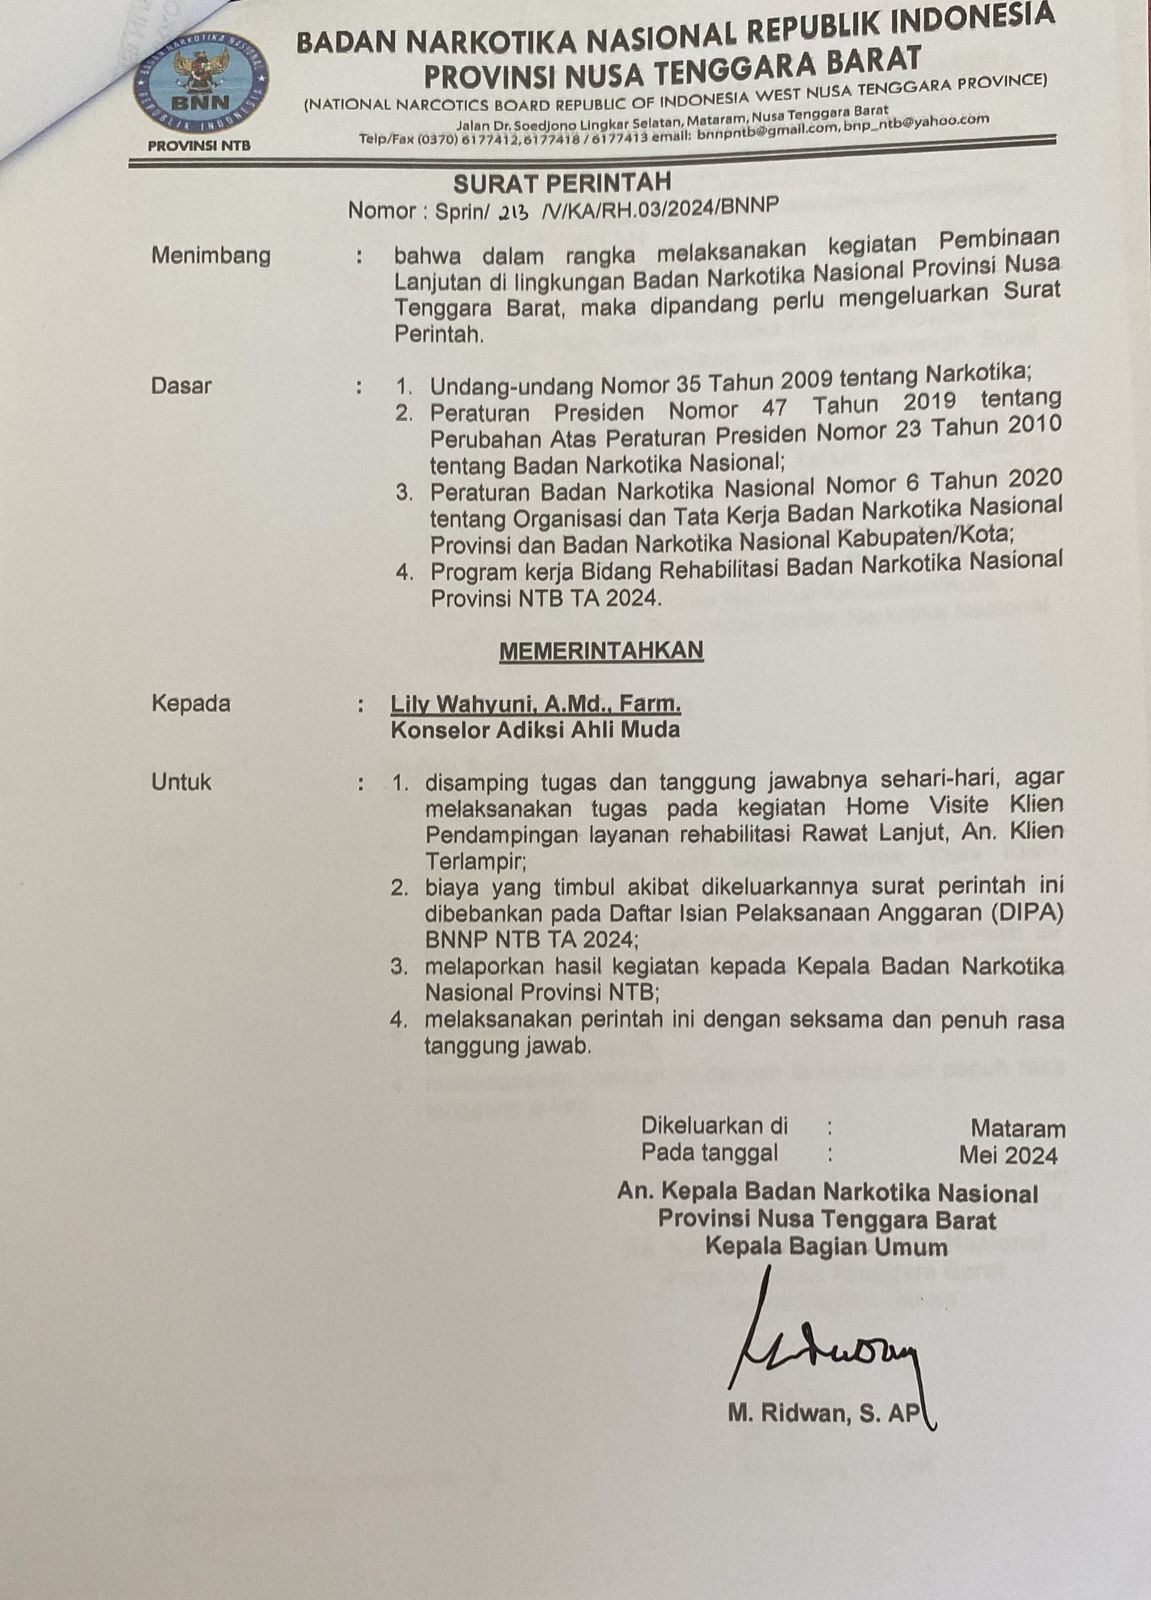 BADAN NARKOTIKA NASIONAL REPUBLIK INDONESIA
PROVINSI NUSA TENGGARA BARAT
(NATIONAL NARCOTICS BOARD REPUBLIC OF INDONESIA WEST NUSA TENGGARA PROVINCE)
Jalan Dr. Soedjono Lingkar Selatan, Mataram, Nusa Tenggara Barat
Telp/Fax (0370) 6177412, 6177418 / 6177413 email: bnnpntb@gmail.com, bnp_ntb@yahoo.com
BADAN NARKOTIKA NASIONAL
BNN
REPUBLIK INDONESIA
PROVINSI NTB
SURAT PERINTAH
Nomor : Sprin/ 213 /V/KA/RH.03/2024/BNNP
Menimbang : bahwa dalam rangka melaksanakan kegiatan Pembinaan
Lanjutan di lingkungan Badan Narkotika Nasional Provinsi Nusa
Tenggara Barat, maka dipandang perlu mengeluarkan Surat
Perintah.
Dasar : 1. Undang-undang Nomor 35 Tahun 2009 tentang Narkotika;
2. Peraturan Presiden Nomor 47 Tahun 2019 tentang
Perubahan Atas Peraturan Presiden Nomor 23 Tahun 2010
tentang Badan Narkotika Nasional;
3. Peraturan Badan Narkotika Nasional Nomor 6 Tahun 2020
tentang Organisasi dan Tata Kerja Badan Narkotika Nasional
Provinsi dan Badan Narkotika Nasional Kabupaten/Kota;
4. Program kerja Bidang Rehabilitasi Badan Narkotika Nasional
Provinsi NTB TA 2024.
MEMERINTAHKAN
Kepada : Lily Wahyuni, A.Md., Farm.
Konselor Adiksi Ahli Muda
Untuk : 1. disamping tugas dan tanggung jawabnya sehari-hari, agar
melaksanakan tugas pada kegiatan Home Visite Klien
Pendampingan layanan rehabilitasi Rawat Lanjut, An. Klien
Terlampir;
2. biaya yang timbul akibat dikeluarkannya surat perintah ini
dibebankan pada Daftar Isian Pelaksanaan Anggaran (DIPA)
BNNP NTB TA 2024;
3. melaporkan hasil kegiatan kepada Kepala Badan Narkotika
Nasional Provinsi NTB;
4. melaksanakan perintah ini dengan seksama dan penuh rasa
tanggung jawab.
Dikeluarkan di : Mataram
Pada tanggal : Mei 2024
An. Kepala Badan Narkotika Nasional
Provinsi Nusa Tenggara Barat
Kepala Bagian Umum
M. Ridwan, S. AP